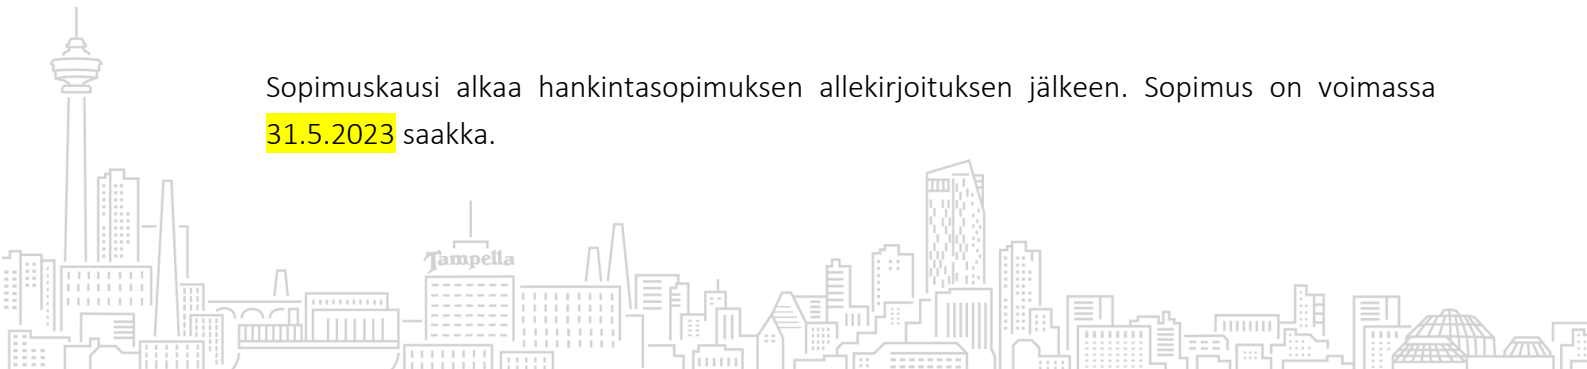 Sopimuskausi alkaa hankintasopimuksen allekirjoituksen jälkeen. Sopimus on voimassa
31.5.2023 saakka.
Tampella